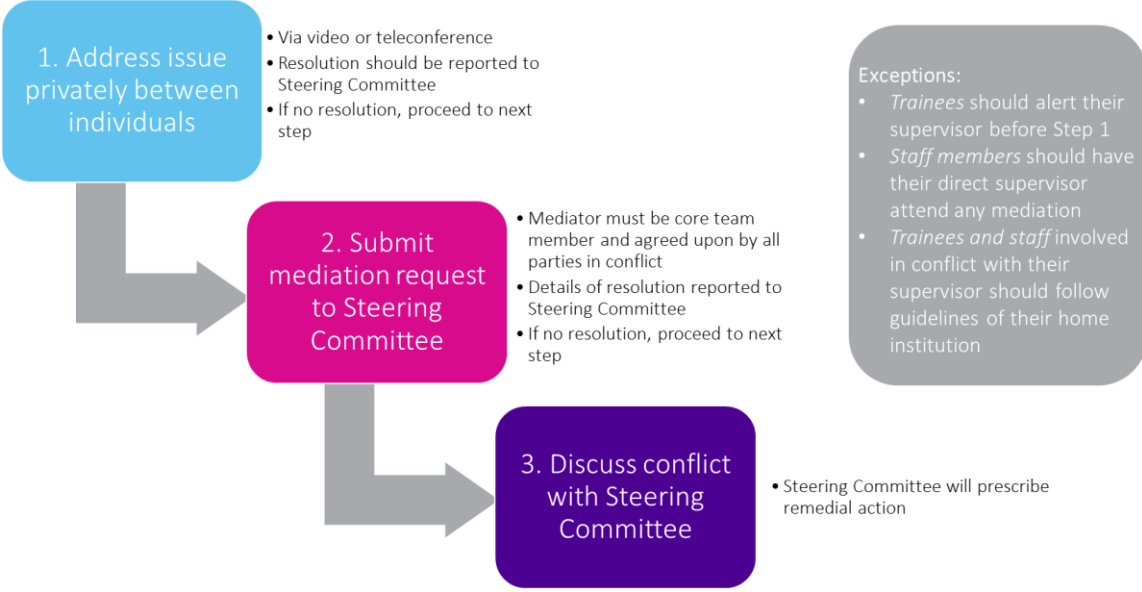 1. Address issue
privately between
individuals
• Via video or teleconference
• Resolution should be reported to
Steering Committee
• If no resolution, proceed to next
step
2. Submit
mediation request
to Steering
Committee
• Mediator must be core team
member and agreed upon by all
parties in conflict
• Details of resolution reported to
Steering Committee
• If no resolution, proceed to next
step
3. Discuss conflict
with Steering
Committee
• Steering Committee will prescribe
remedial action
Exceptions:
• Trainees should alert their
supervisor before Step 1
• Staff members should have
their direct supervisor
attend any mediation
• Trainees and staff involved
in conflict with their
supervisor should follow
guidelines of their home
institution